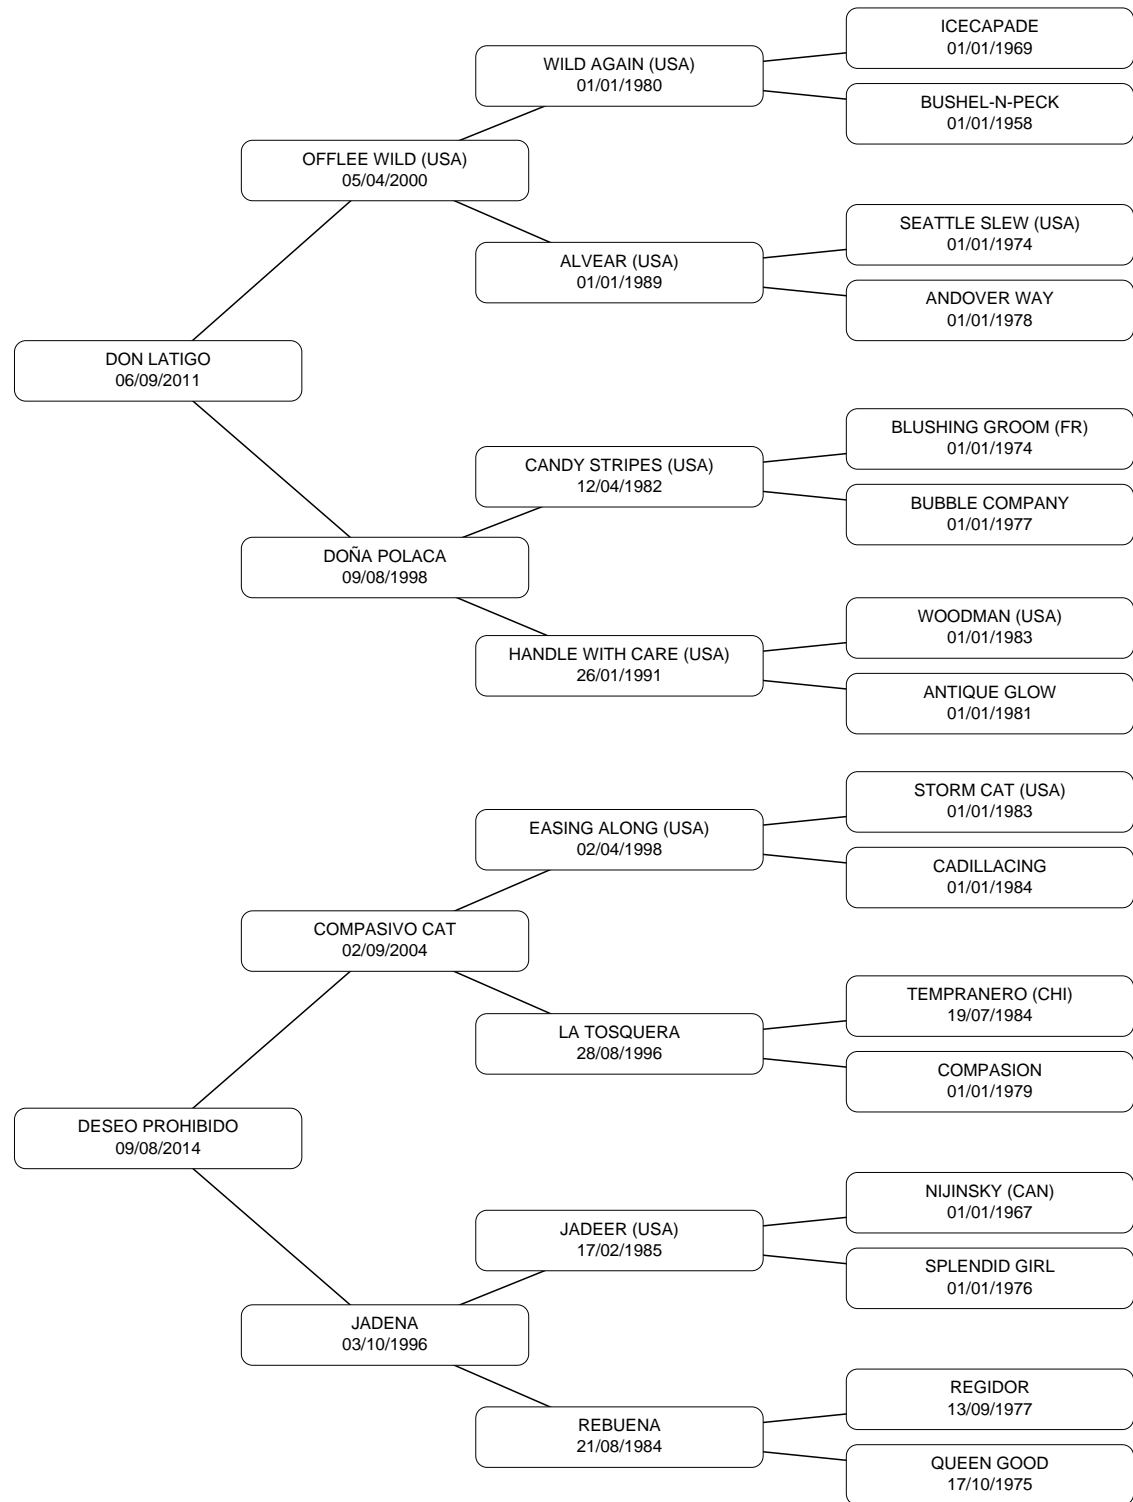 ICECAPADE
01/01/1969
WILD AGAIN (USA)
01/01/1980
BUSHEL-N-PECK
01/01/1958
OFFLEE WILD (USA)
05/04/2000
SEATTLE SLEW (USA)
01/01/1974
ALVEAR (USA)
01/01/1989
ANDOVER WAY
01/01/1978
DON LATIGO
06/09/2011
BLUSHING GROOM (FR)
01/01/1974
CANDY STRIPES (USA)
12/04/1982
BUBBLE COMPANY
01/01/1977
DOÑA POLACA
09/08/1998
WOODMAN (USA)
01/01/1983
HANDLE WITH CARE (USA)
26/01/1991
ANTIQUE GLOW
01/01/1981
STORM CAT (USA)
01/01/1983
EASING ALONG (USA)
02/04/1998
CADILLACING
01/01/1984
COMPASIVO CAT
02/09/2004
TEMPRANERO (CHI)
19/07/1984
LA TOSQUERA
28/08/1996
COMPASION
01/01/1979
DESEO PROHIBIDO
09/08/2014
NIJINSKY (CAN)
01/01/1967
JADEER (USA)
17/02/1985
SPLENDID GIRL
01/01/1976
JADENA
03/10/1996
REGIDOR
13/09/1977
REBUENA
21/08/1984
QUEEN GOOD
17/10/1975